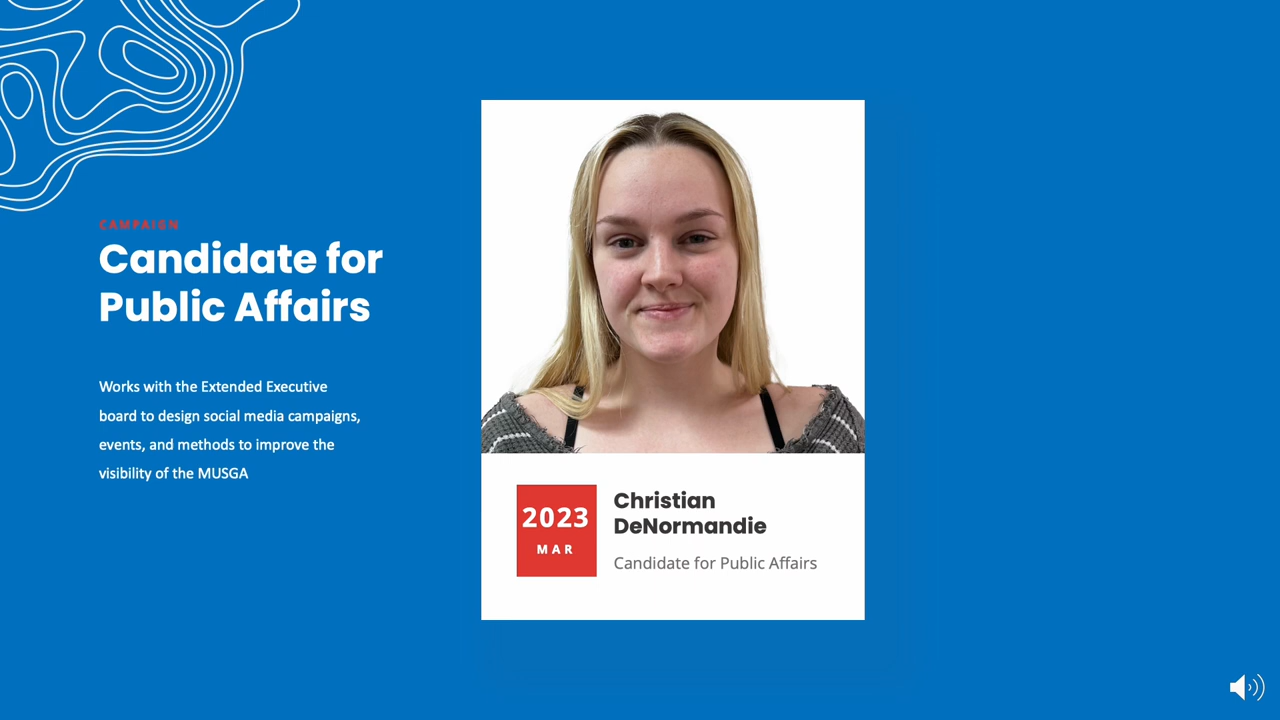 CAMPAIGN
Candidate for
Public Affairs
Works with the Extended Executive
board to design social media campaigns,
events, and methods to improve the
visibility of the MUSGA
2023
MAR
Christian
DeNormandie
Candidate for Public Affairs